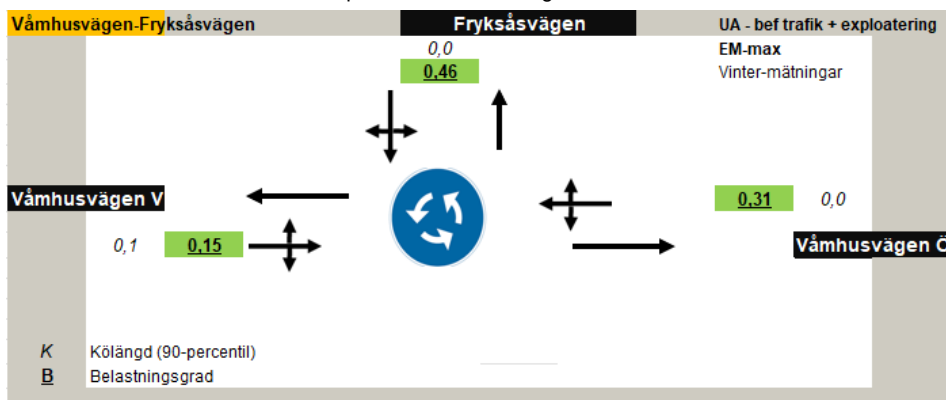 Våmhusvägen-Fryksåsvägen Fryksåsvägen UA - bef trafik + exploatering
0,0 EM-max
0,46 Vinter-mätningar
Våmhusvägen V 0,31 0,0
0,1 0,15 Våmhusvägen Ö
K Kölängd (90-percentil)
B Belastningsgrad